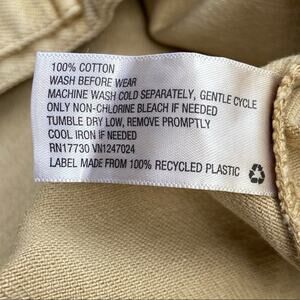 100% COTTON
WASH BEFORE WEAR
MACHINE WASH COLD SEPARATELY, GENTLE CYCLE
ONLY NON-CHLORINE BLEACH IF NEEDED
TUMBLE DRY LOW, REMOVE PROMPTLY
COOL IRON IF NEEDED
RN17730 VN1247024
LABEL MADE FROM 100% RECYCLED PLASTIC